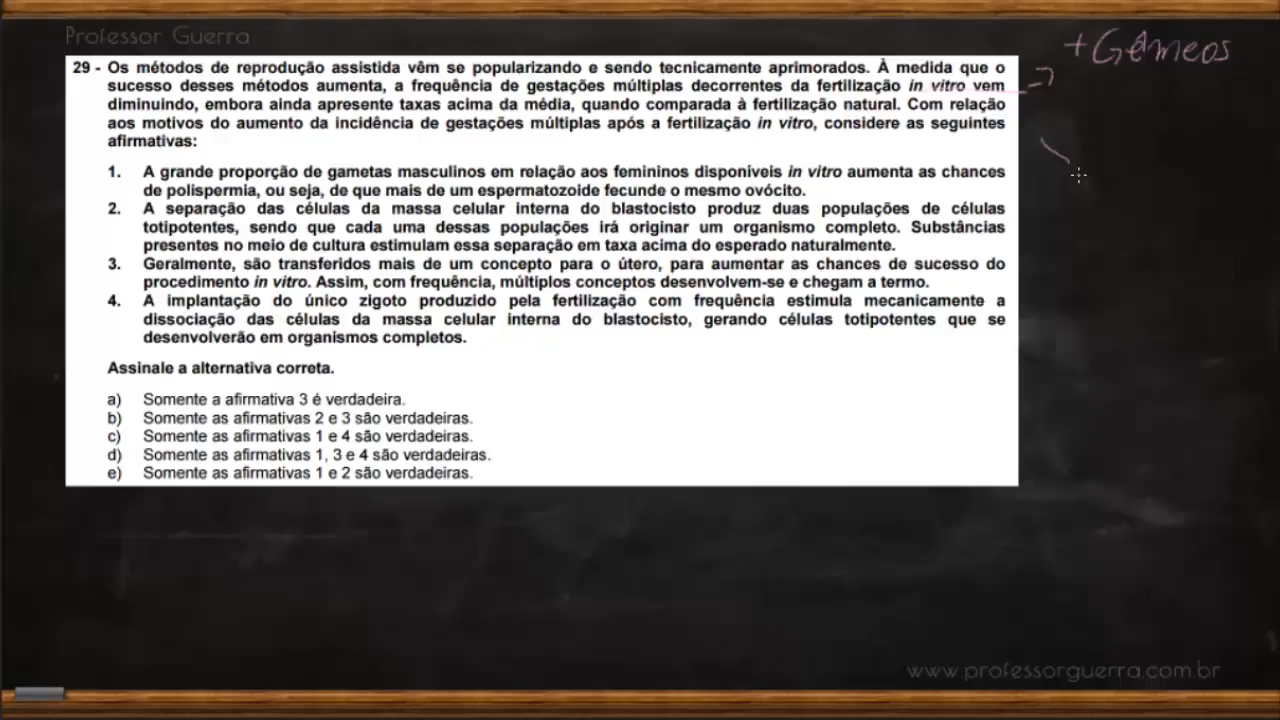 Professor Guerra
+ Gêmeos
29 - Os métodos de reprodução assistida vêm se popularizando e sendo tecnicamente aprimorados. À medida que o
sucesso desses métodos aumenta, a frequência de gestações múltiplas decorrentes da fertilização in vitro vem
diminuindo, embora ainda apresente taxas acima da média, quando comparada à fertilização natural. Com relação
aos motivos do aumento da incidência de gestações múltiplas após a fertilização in vitro, considere as seguintes
afirmativas:
1. A grande proporção de gametas masculinos em relação aos femininos disponíveis in vitro aumenta as chances
de polispermia, ou seja, de que mais de um espermatozoide fecunde o mesmo ovócito.
2. A separação das células da massa celular interna do blastocisto produz duas populações de células
totipotentes, sendo que cada uma dessas populações irá originar um organismo completo. Substâncias
presentes no meio de cultura estimulam essa separação em taxa acima do esperado naturalmente.
3. Geralmente, são transferidos mais de um concepto para o útero, para aumentar as chances de sucesso do
procedimento in vitro. Assim, com frequência, múltiplos conceptos desenvolvem-se e chegam a termo.
4. A implantação do único zigoto produzido pela fertilização com frequência estimula mecanicamente a
dissociação das células da massa celular interna do blastocisto, gerando células totipotentes que se
desenvolverão em organismos completos.
Assinale a alternativa correta.
a) Somente a afirmativa 3 é verdadeira.
b) Somente as afirmativas 2 e 3 são verdadeiras.
c) Somente as afirmativas 1 e 4 são verdadeiras.
d) Somente as afirmativas 1, 3 e 4 são verdadeiras.
e) Somente as afirmativas 1 e 2 são verdadeiras.
www.professorguerra.com.br